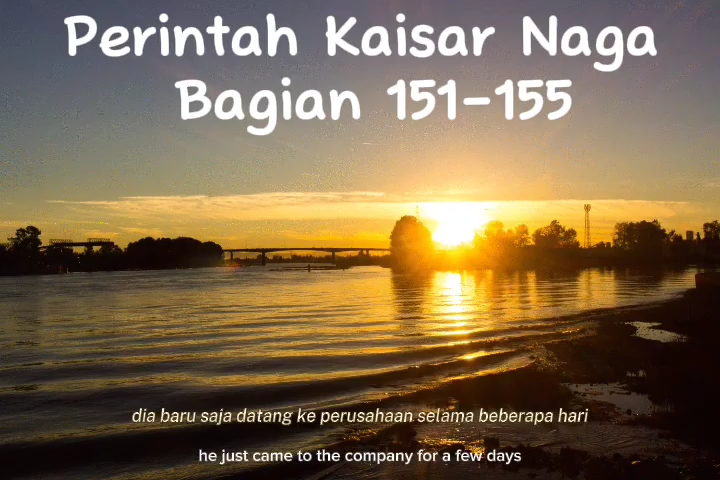 Perintah Kaisar Naga
Bagian 151-155
dia baru saja datang ke perusahaan selama beberapa hari
he just came to the company for a few days